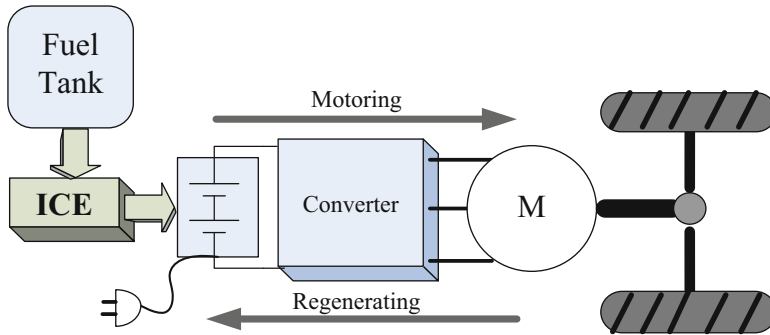 Fuel
Tank
Motoring
ICE
Converter
M
Regenerating